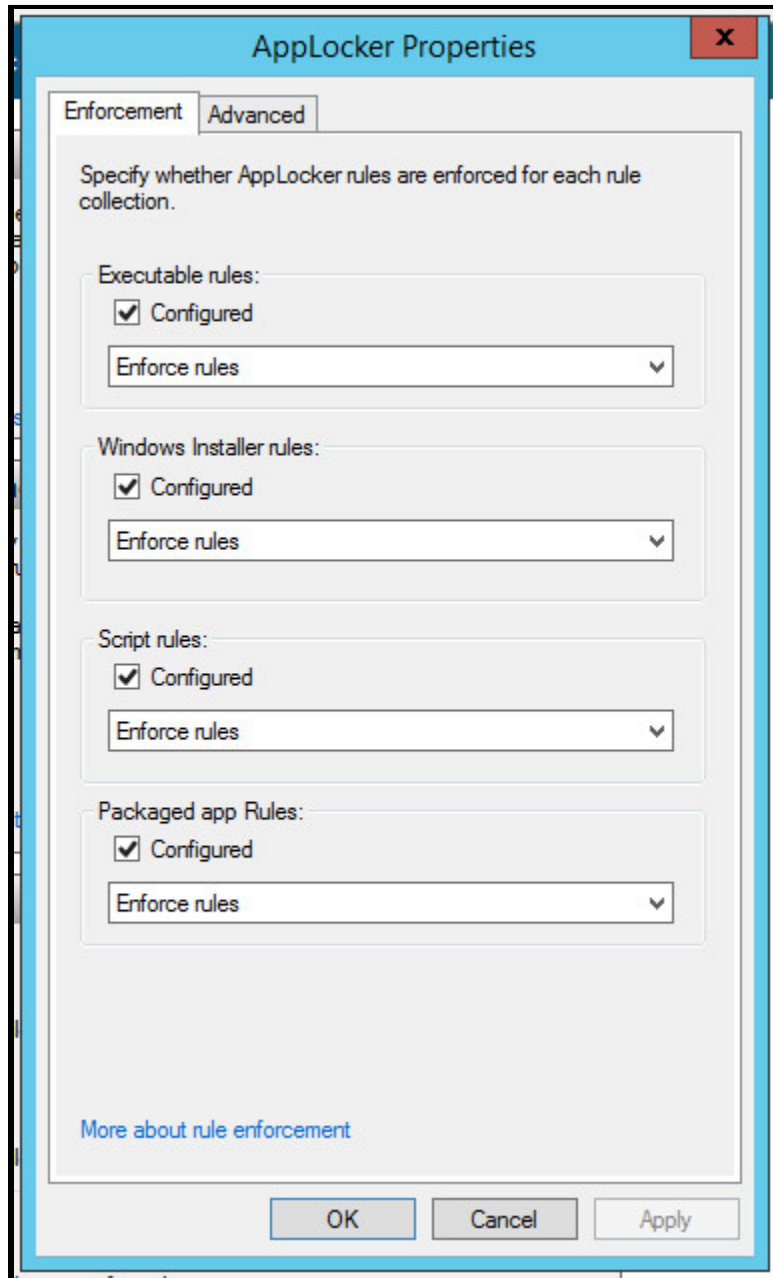 AppLocker Properties
x
Enforcement
Advanced
Specify whether AppLocker rules are enforced for each rule
collection.
Executable rules:
Configured
Enforce rules
Windows Installer rules:
Configured
Enforce rules
Script rules:
Configured
Enforce rules
Packaged app Rules:
Configured
Enforce rules
More about rule enforcement
OK
Cancel
Apply